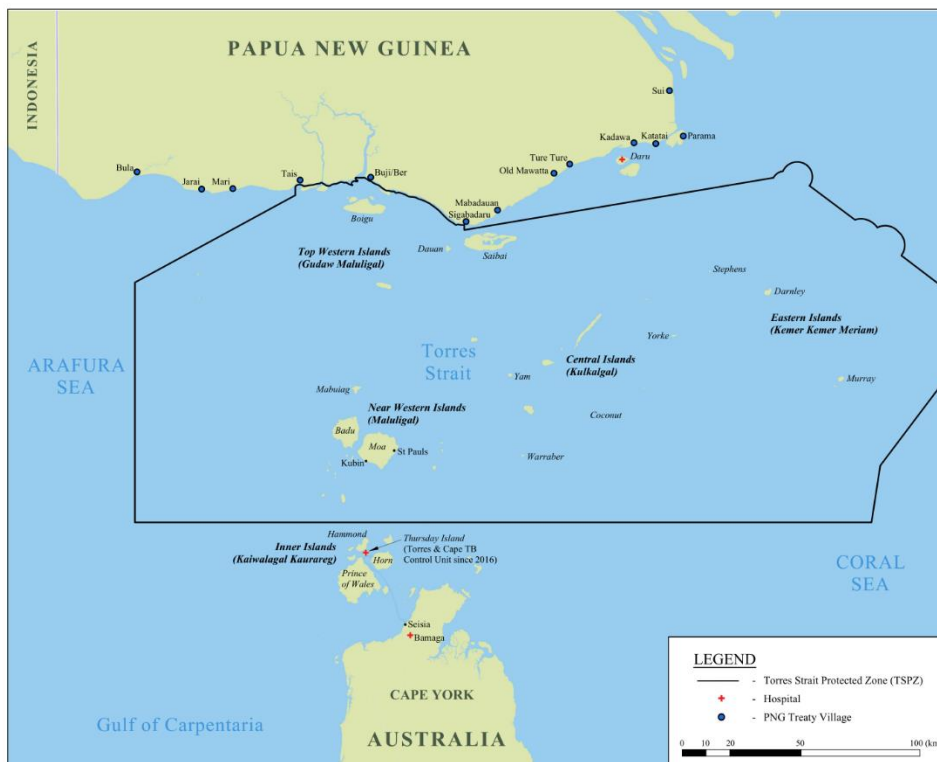 PAPUA NEW GUINEA
INDONESIA
Sui
Kadawa
Katatai
Parama
Daru
Ture Ture
Old Mawatta
Bula
Jarai
Mari
Tais
Buji/Ber
Mabadauan
Sigabadaru
Boigu
Dauan
Saibai
Top Western Islands
(Gudaw Maluligal)
Stephens
Darnley
Eastern Islands
(Kemer Kemer Meriam)
Yorke
Torres
Strait
ARAFURA
SEA
Central Islands
(Kulkalgal)
Yam
Murray
Mabuiag
Near Western Islands
(Maluligal)
Coconut
Badu
Moa
St Pauls
Kubin
Warraber
Hammond
Thursday Island
(Torres & Cape TB
Control Unit since 2016)
Inner Islands
(Kaiwalagal Kaurareg)
Horn
Prince
of Wales
CORAL
SEA
Seisia
Bamaga
CAPE YORK
AUSTRALIA
Gulf of Carpentaria
LEGEND
- Torres Strait Protected Zone (TSPZ)
- Hospital
- PNG Treaty Village
0 10 20 50 100 (km